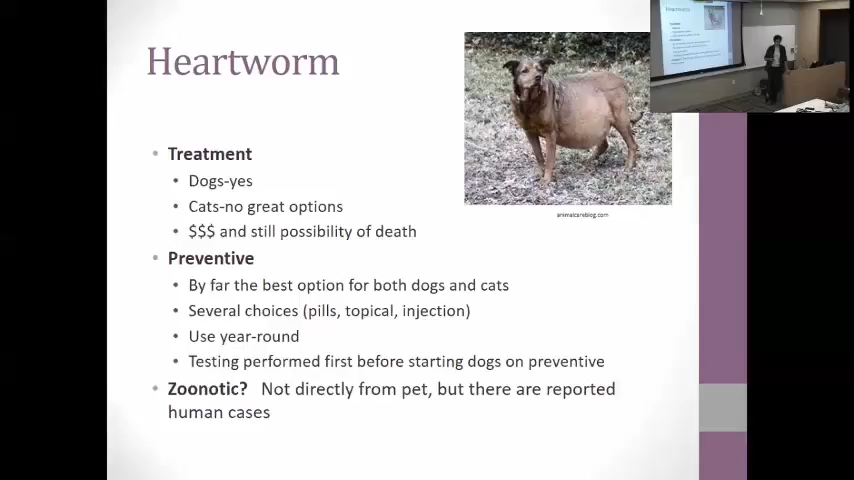 Heartworm
Treatment
Dogs-yes
Cats-no great options
$$$ and still possibility of death
animalcareblog.com
Preventive
By far the best option for both dogs and cats
Several choices (pills, topical, injection)
Use year-round
Testing performed first before starting dogs on preventive
Zoonotic? Not directly from pet, but there are reported
human cases
Heartworm